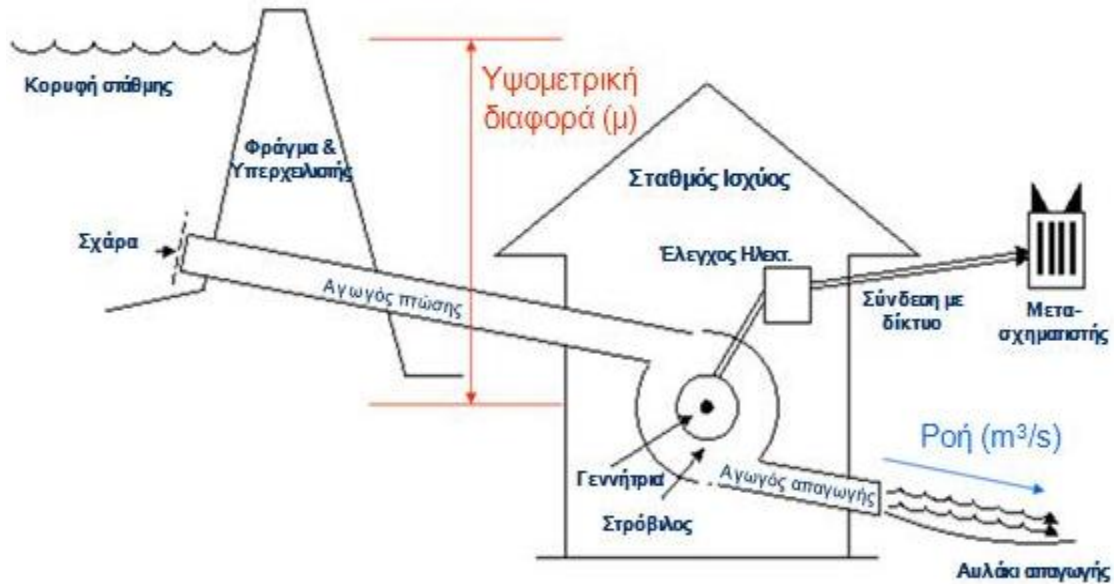 Κορυφή στάθμης
Υψομετρική
διαφορά (μ)
Φράγμα &
Υπερχειλιστής
Σταθμός Ισχύος
Σχάρα
Έλεγχος Ηλεκτ.
Αγωγός πτώσης
Σύνδεση με
δίκτυο
Μετα-
σχηματιστής
Ροή (m³/s)
Γεννήτρια
Αγωγός απαγωγής
Στρόβιλος
Αυλάκι απαγωγής